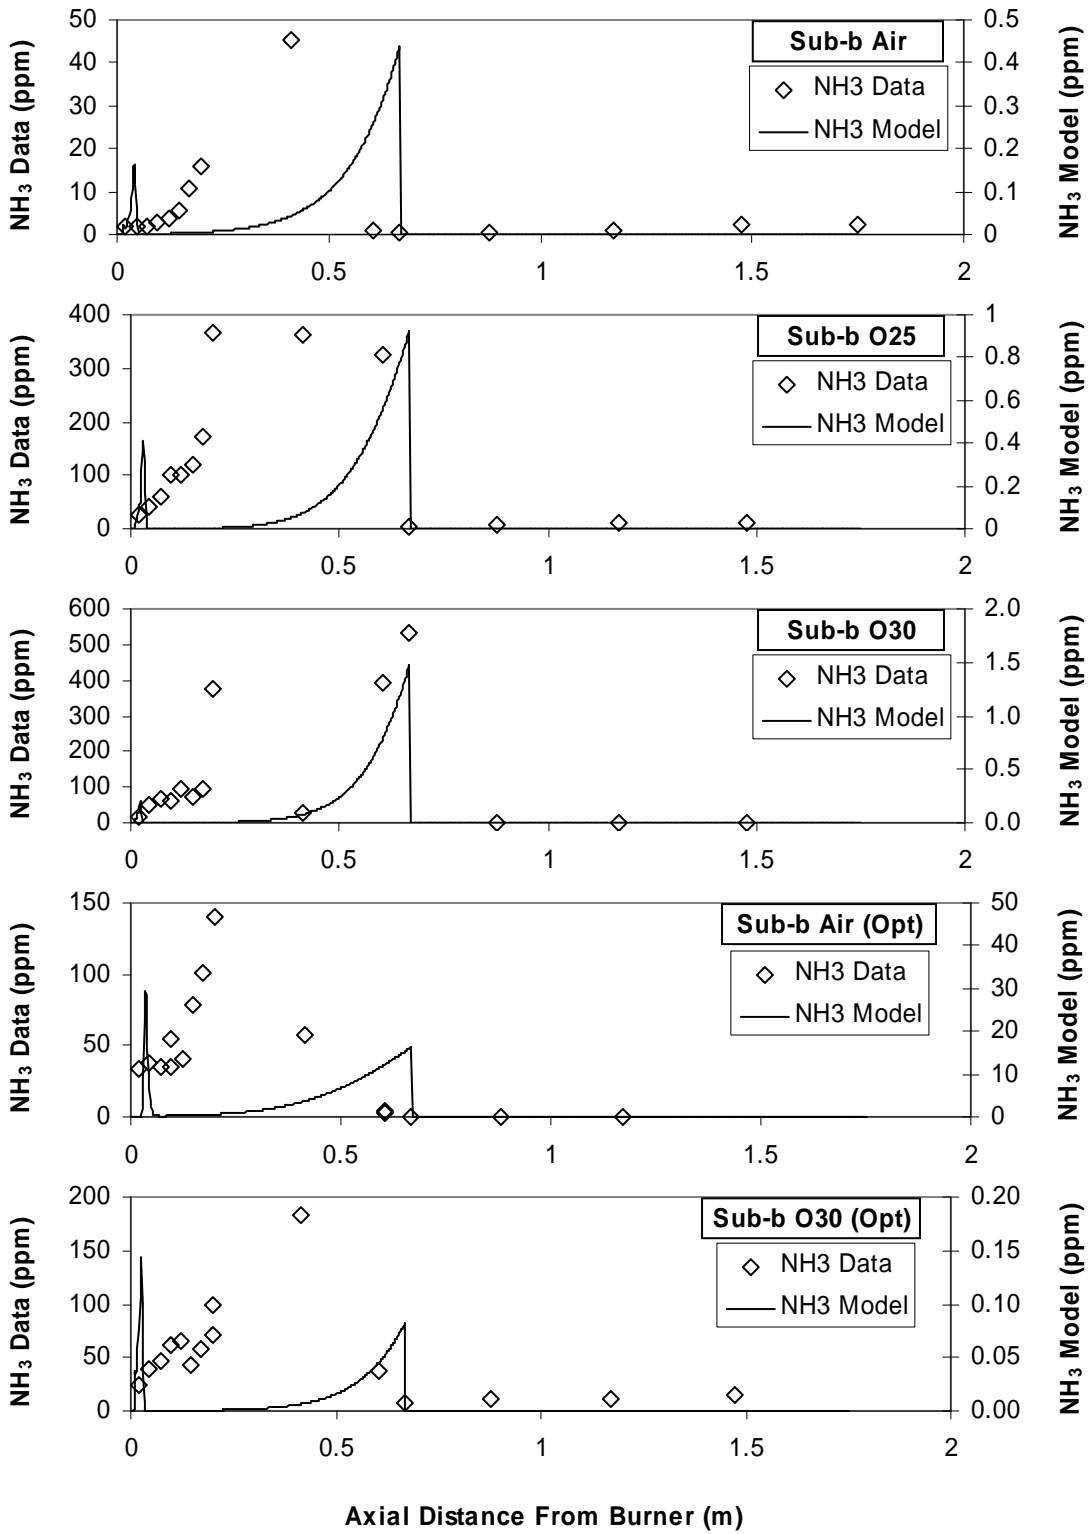 NH3 Data (ppm)
50
40
30
20
10
0
0 0.5 1 1.5 2
Sub-b Air
NH3 Data
NH3 Model
0.5
0.4
0.3
0.2
0.1
0
NH3 Model (ppm)
NH3 Data (ppm)
400
300
200
100
0
0 0.5 1 1.5 2
Sub-b O25
NH3 Data
NH3 Model
1
0.8
0.6
0.4
0.2
0
NH3 Model (ppm)
NH3 Data (ppm)
600
500
400
300
200
100
0
0 0.5 1 1.5 2
Sub-b O30
NH3 Data
NH3 Model
2.0
1.5
1.0
0.5
0.0
NH3 Model (ppm)
NH3 Data (ppm)
150
100
50
0
0 0.5 1 1.5 2
Sub-b Air (Opt)
NH3 Data
NH3 Model
50
40
30
20
10
0
NH3 Model (ppm)
NH3 Data (ppm)
200
150
100
50
0
0 0.5 1 1.5 2
Sub-b O30 (Opt)
NH3 Data
NH3 Model
0.20
0.15
0.10
0.05
0.00
NH3 Model (ppm)
Axial Distance From Burner (m)